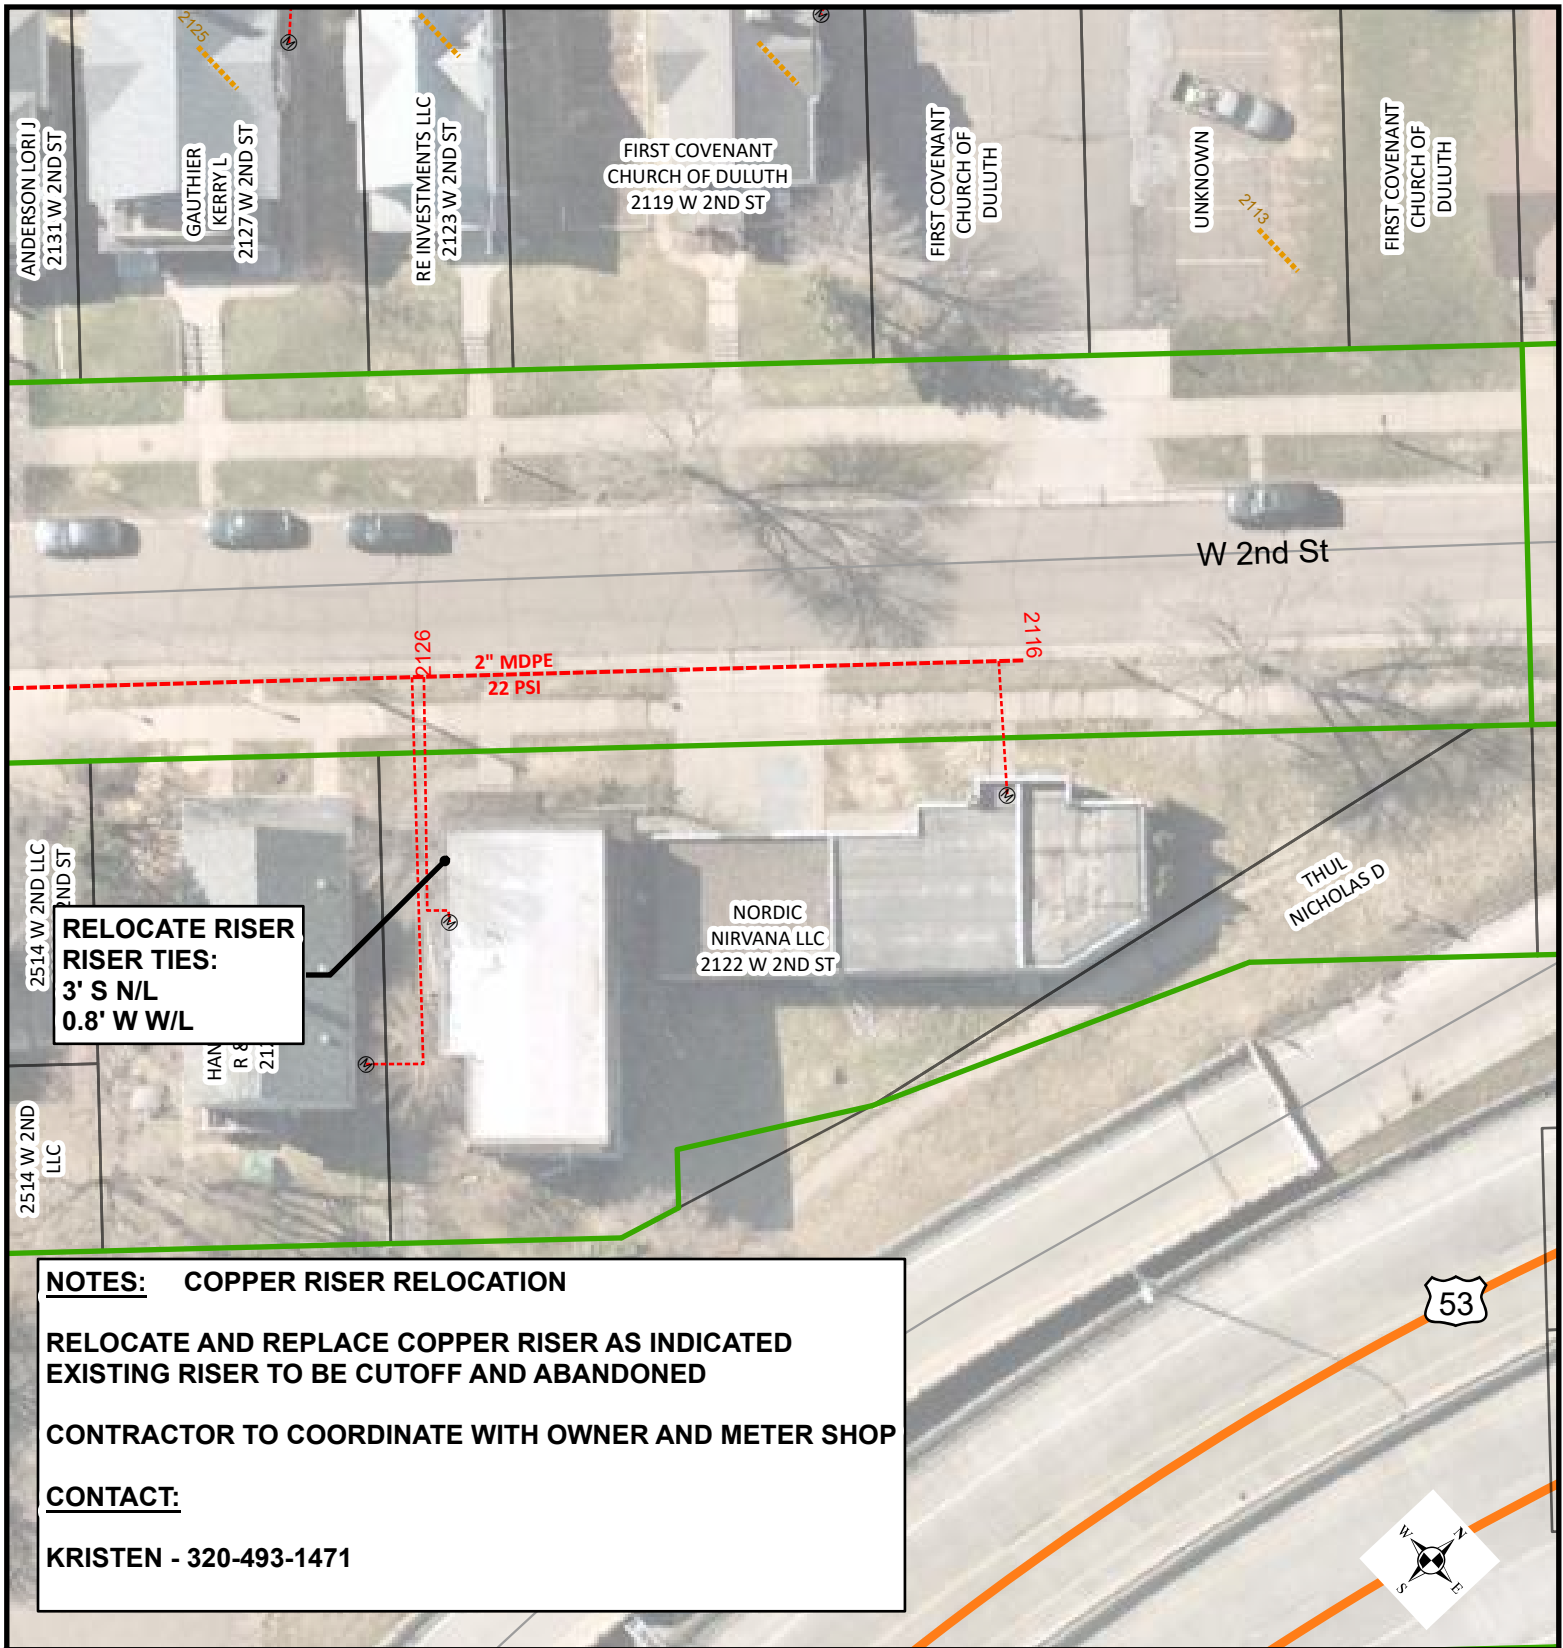 2125
ANDERSON LORI J
2131 W 2ND ST
GAUTHIER
KERRY L
2127 W 2ND ST
RE INVESTMENTS LLC
2123 W 2ND ST
FIRST COVENANT
CHURCH OF DULUTH
2119 W 2ND ST
FIRST COVENANT
CHURCH OF
DULUTH
UNKNOWN
2113
FIRST COVENANT
CHURCH OF
DULUTH
W 2nd St
2126
2" MDPE
22 PSI
2116
2514 W 2ND LLC
2ND ST
RELOCATE RISER
RISER TIES:
3' S N/L
0.8' W W/L
HAN
R &
NORDIC
NIRVANA LLC
2122 W 2ND ST
THUL
NICHOLAS D
2514 W 2ND
LLC
M
M
M
M
M
NOTES: COPPER RISER RELOCATION
RELOCATE AND REPLACE COPPER RISER AS INDICATED
EXISTING RISER TO BE CUTOFF AND ABANDONED
CONTRACTOR TO COORDINATE WITH OWNER AND METER SHOP
CONTACT:
KRISTEN - 320-493-1471
53
W N
S E